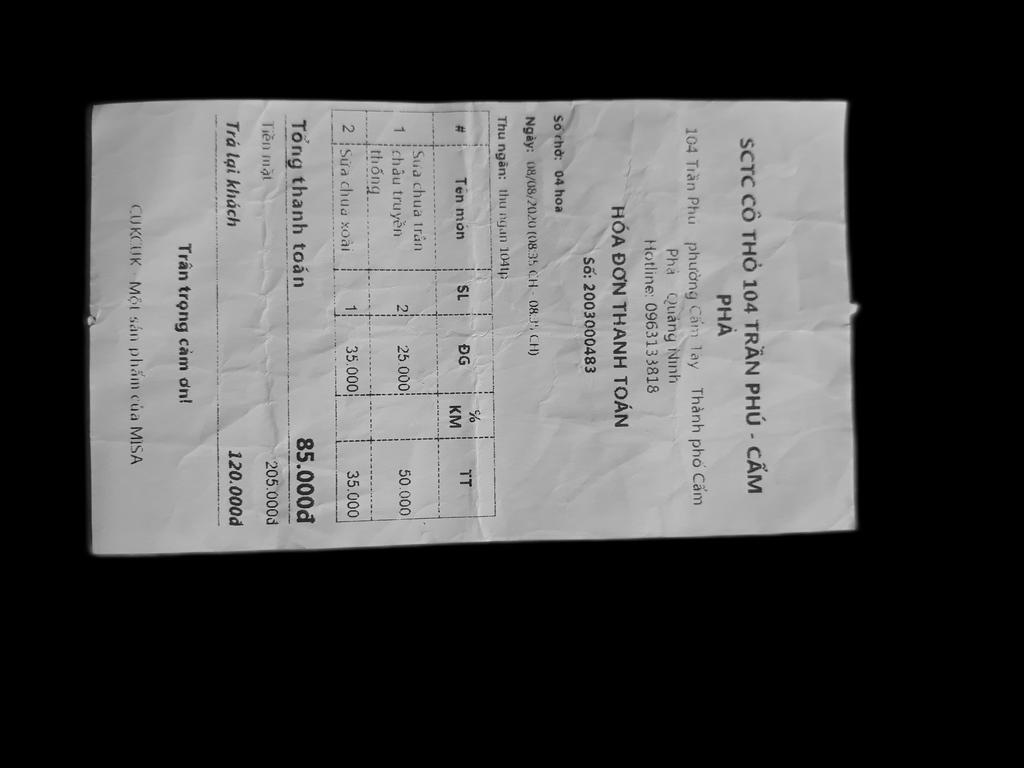 SCTC CÔ THỎ 104 TRẦN PHÚ - CẨM
PHẢ
104 Trần Phu phường Cẩm Tay Thành phố Cẩm
Phả Quảng Ninh
Hotline: 0963133818
HÓA ĐƠN THANH TOÁN
Số: 2003000483
Số chờ: 04 hoa
Ngày: 08/08/2020 (08:35 CH - 08:35 CH)
Thu ngân: thu ngan 104tp
# Tên món SL ĐG % KM TT
Sữa chua trân
1 châu truyền 2 25.000 50.000
thống
2 Sữa chua xoài 1 35.000 35.000
Tổng thanh toán 85.000đ
Tiền mặt 205.000đ
Trả lại khách 120.000đ
Trân trọng cảm ơn!
CUKCUK - Một sản phẩm của MISA